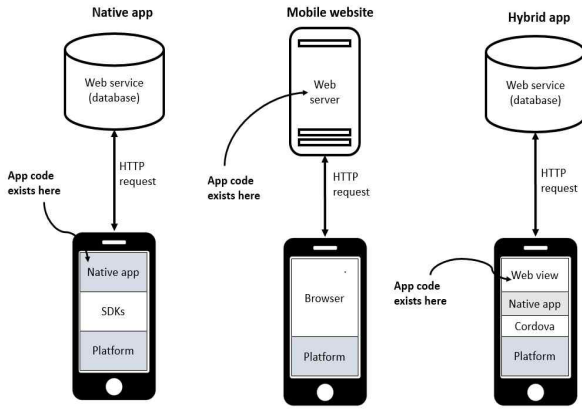 Native app
Web service
(database)
HTTP
request
App code
exists here
Native app
SDKs
Platform
Mobile website
Web
server
App code
exists here
HTTP
request
Browser
Platform
Hybrid app
Web service
(database)
HTTP
request
App code
exists here
Web view
Native app
Cordova
Platform